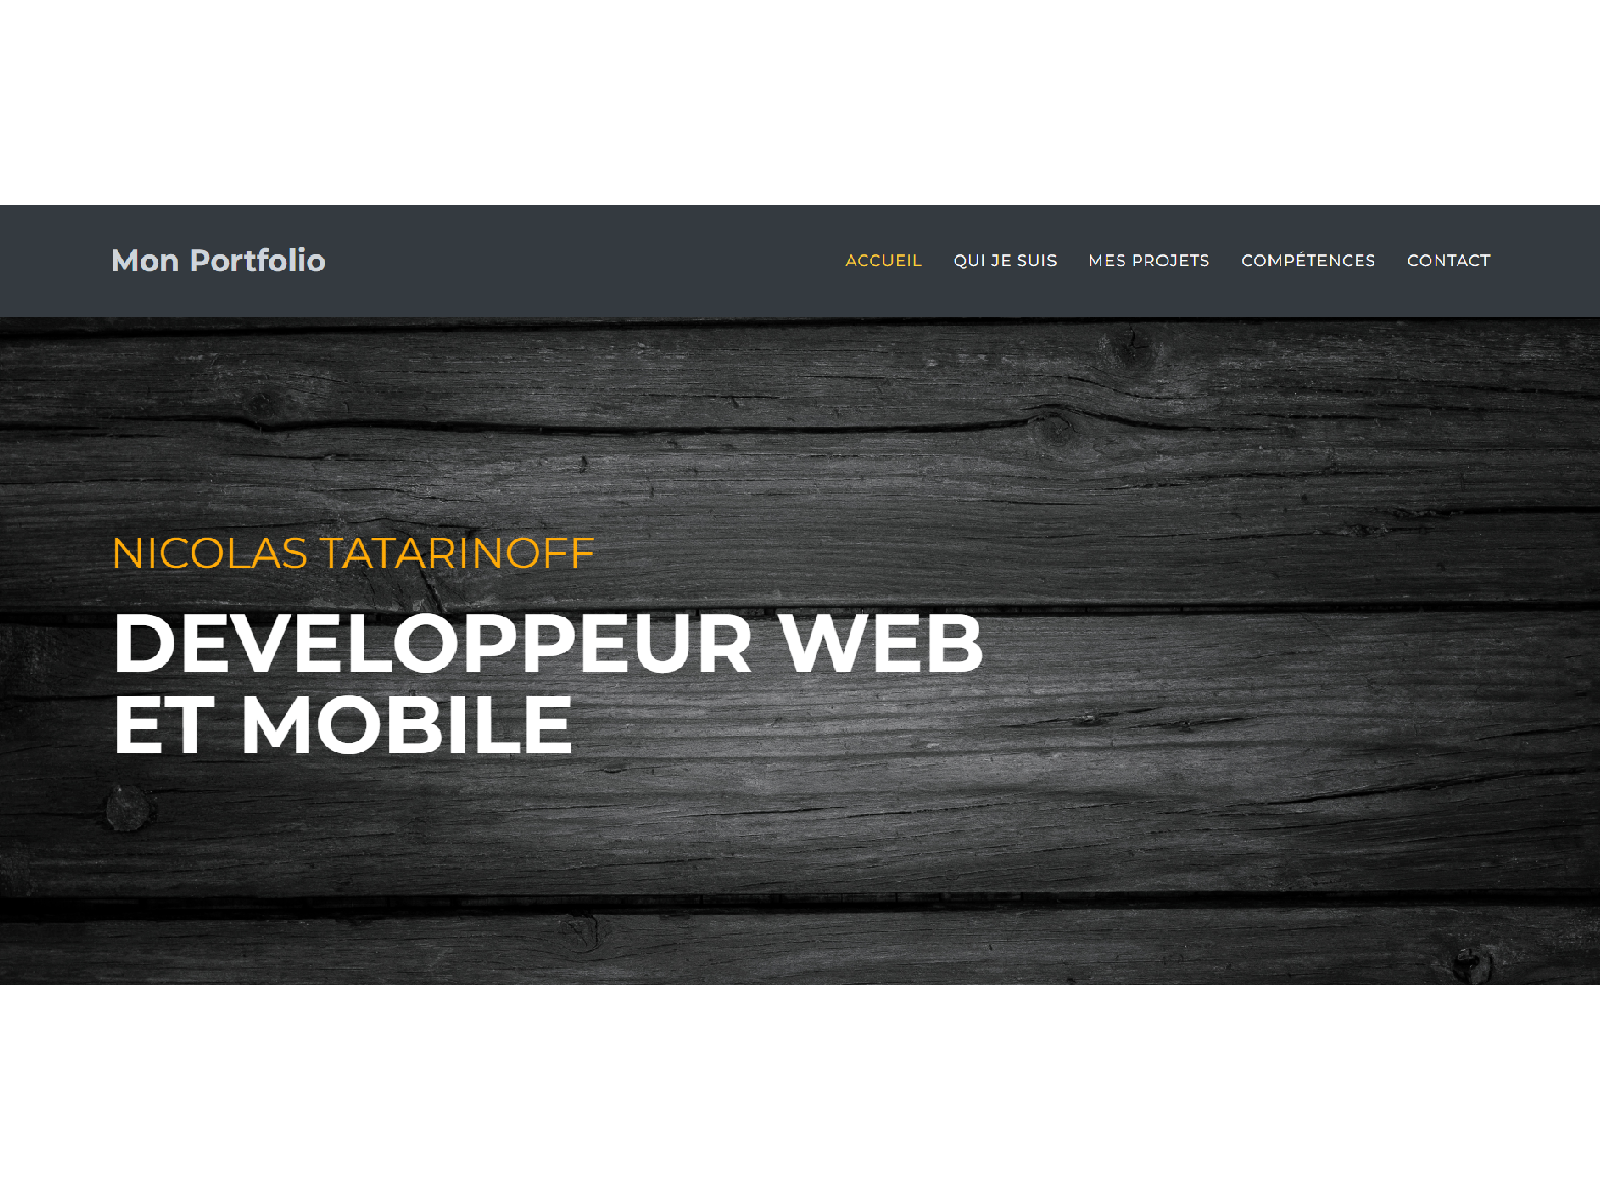 Mon Portfolio
ACCUEIL QUI JE SUIS MES PROJETS COMPÉTENCES CONTACT
NICOLAS TATARINOFF
DEVELOPPEUR WEB
ET MOBILE